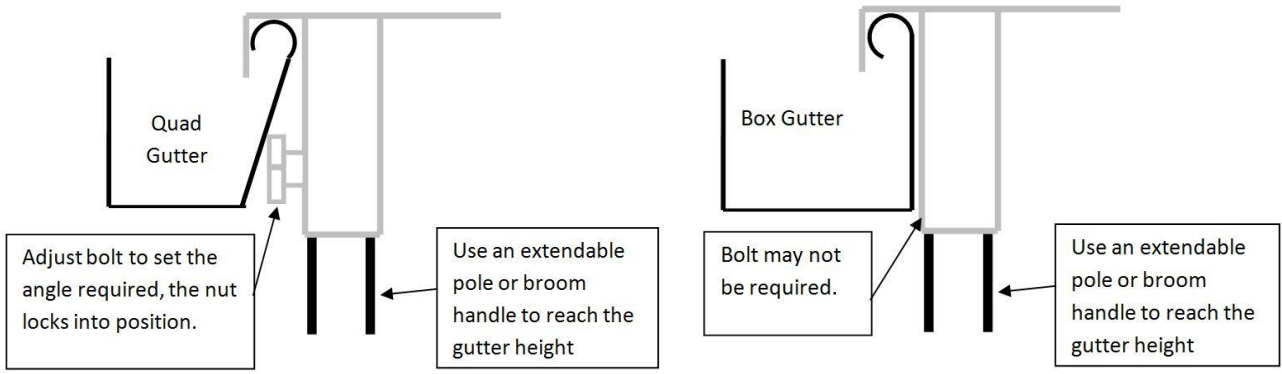 Quad
Gutter
Adjust bolt to set the
angle required, the nut
locks into position.
Use an extendable
pole or broom
handle to reach the
gutter height
Box Gutter
Bolt may not
be required.
Use an extendable
pole or broom
handle to reach the
gutter height